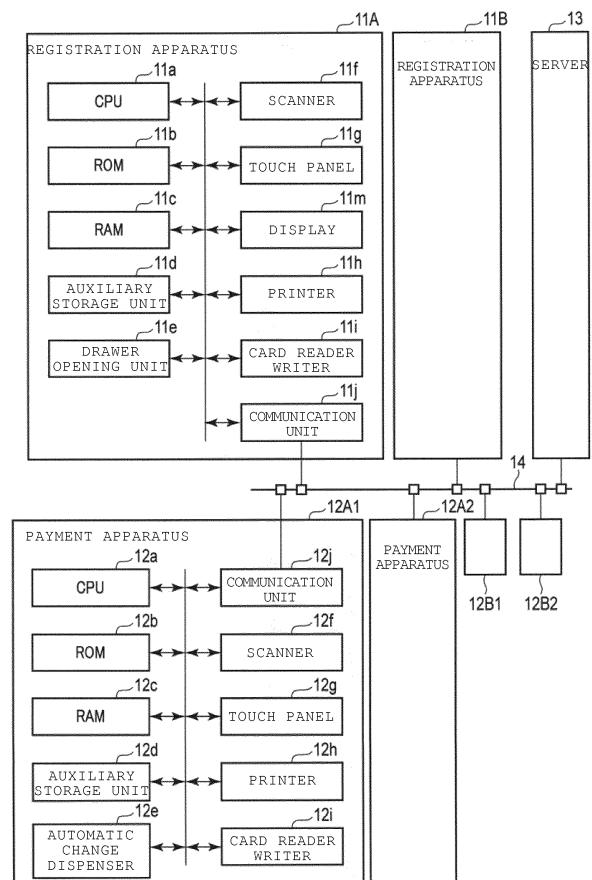 11A
11B
13
REGISTRATION APPARATUS
REGISTRATION
APPARATUS
SERVER
11a
CPU
11f
SCANNER
11b
ROM
11g
TOUCH PANEL
11c
RAM
11m
DISPLAY
11d
AUXILIARY
STORAGE UNIT
11h
PRINTER
11e
DRAWER
OPENING UNIT
11i
CARD READER
WRITER
11j
COMMUNICATION
UNIT
14
12A1
12A2
PAYMENT APPARATUS
PAYMENT
APPARATUS
12B1
12B2
12a
CPU
12j
COMMUNICATION
UNIT
12b
ROM
12f
SCANNER
12c
RAM
12g
TOUCH PANEL
12d
AUXILIARY
STORAGE UNIT
12h
PRINTER
12e
AUTOMATIC
CHANGE
DISPENSER
12i
CARD READER
WRITER